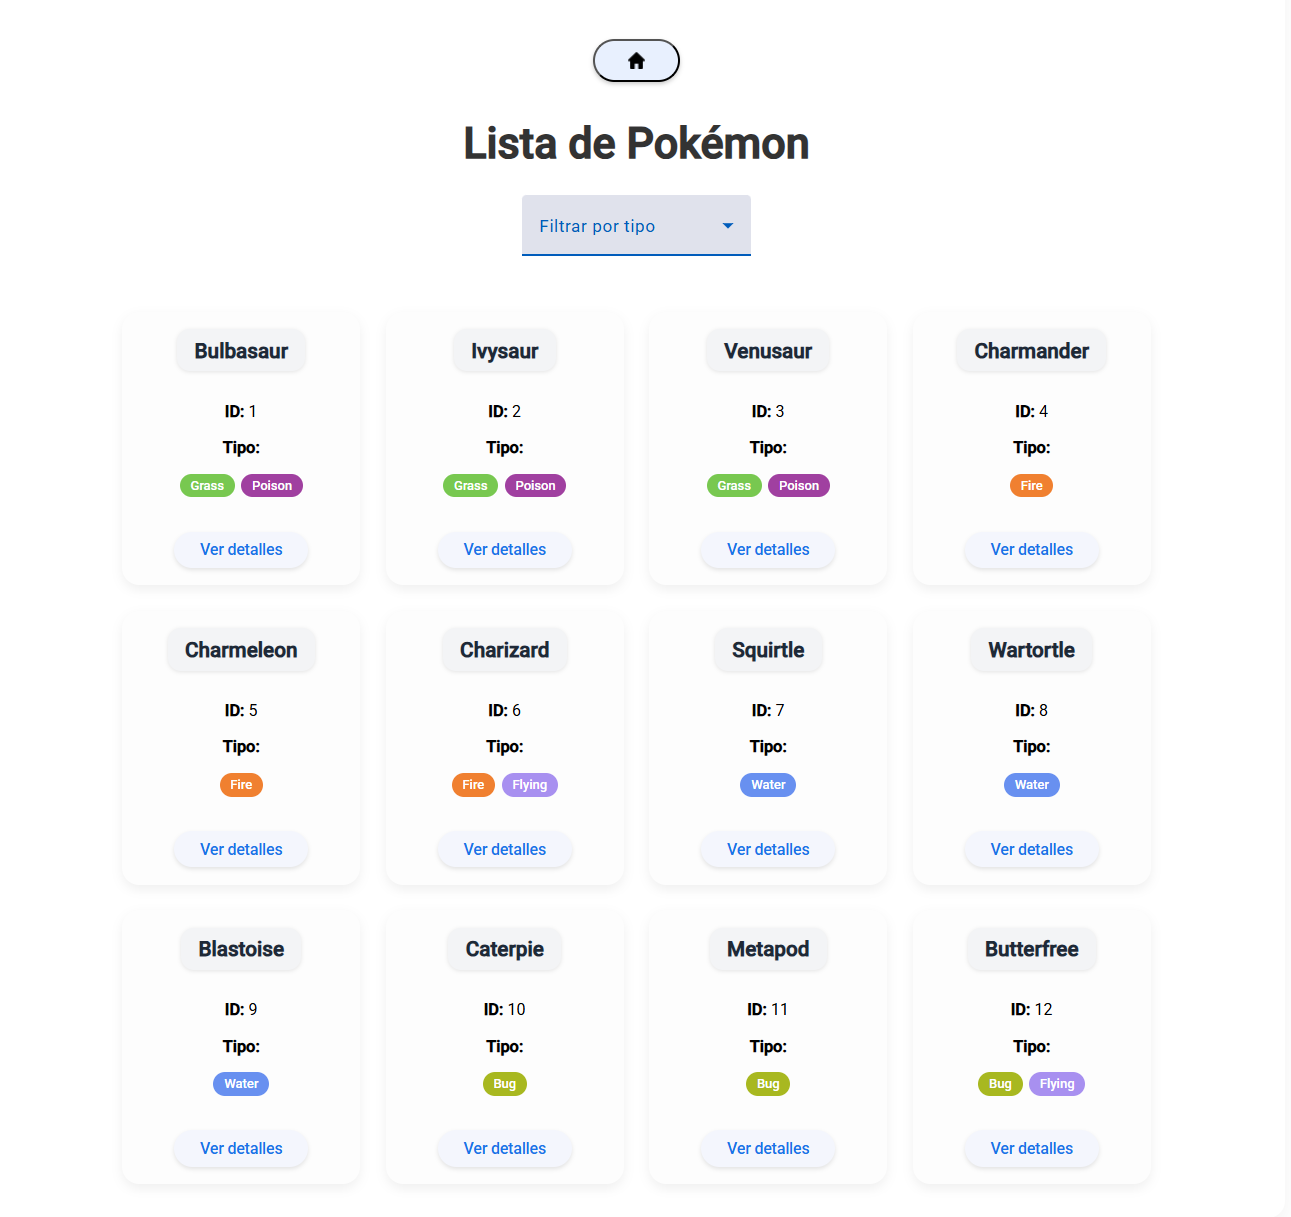 Lista de Pokémon
Filtrar por tipo
Bulbasaur
ID: 1
Tipo:
Grass Poison
Ver detalles
Ivysaur
ID: 2
Tipo:
Grass Poison
Ver detalles
Venusaur
ID: 3
Tipo:
Grass Poison
Ver detalles
Charmander
ID: 4
Tipo:
Fire
Ver detalles
Charmeleon
ID: 5
Tipo:
Fire
Ver detalles
Charizard
ID: 6
Tipo:
Fire Flying
Ver detalles
Squirtle
ID: 7
Tipo:
Water
Ver detalles
Wartortle
ID: 8
Tipo:
Water
Ver detalles
Blastoise
ID: 9
Tipo:
Water
Ver detalles
Caterpie
ID: 10
Tipo:
Bug
Ver detalles
Metapod
ID: 11
Tipo:
Bug
Ver detalles
Butterfree
ID: 12
Tipo:
Bug Flying
Ver detalles